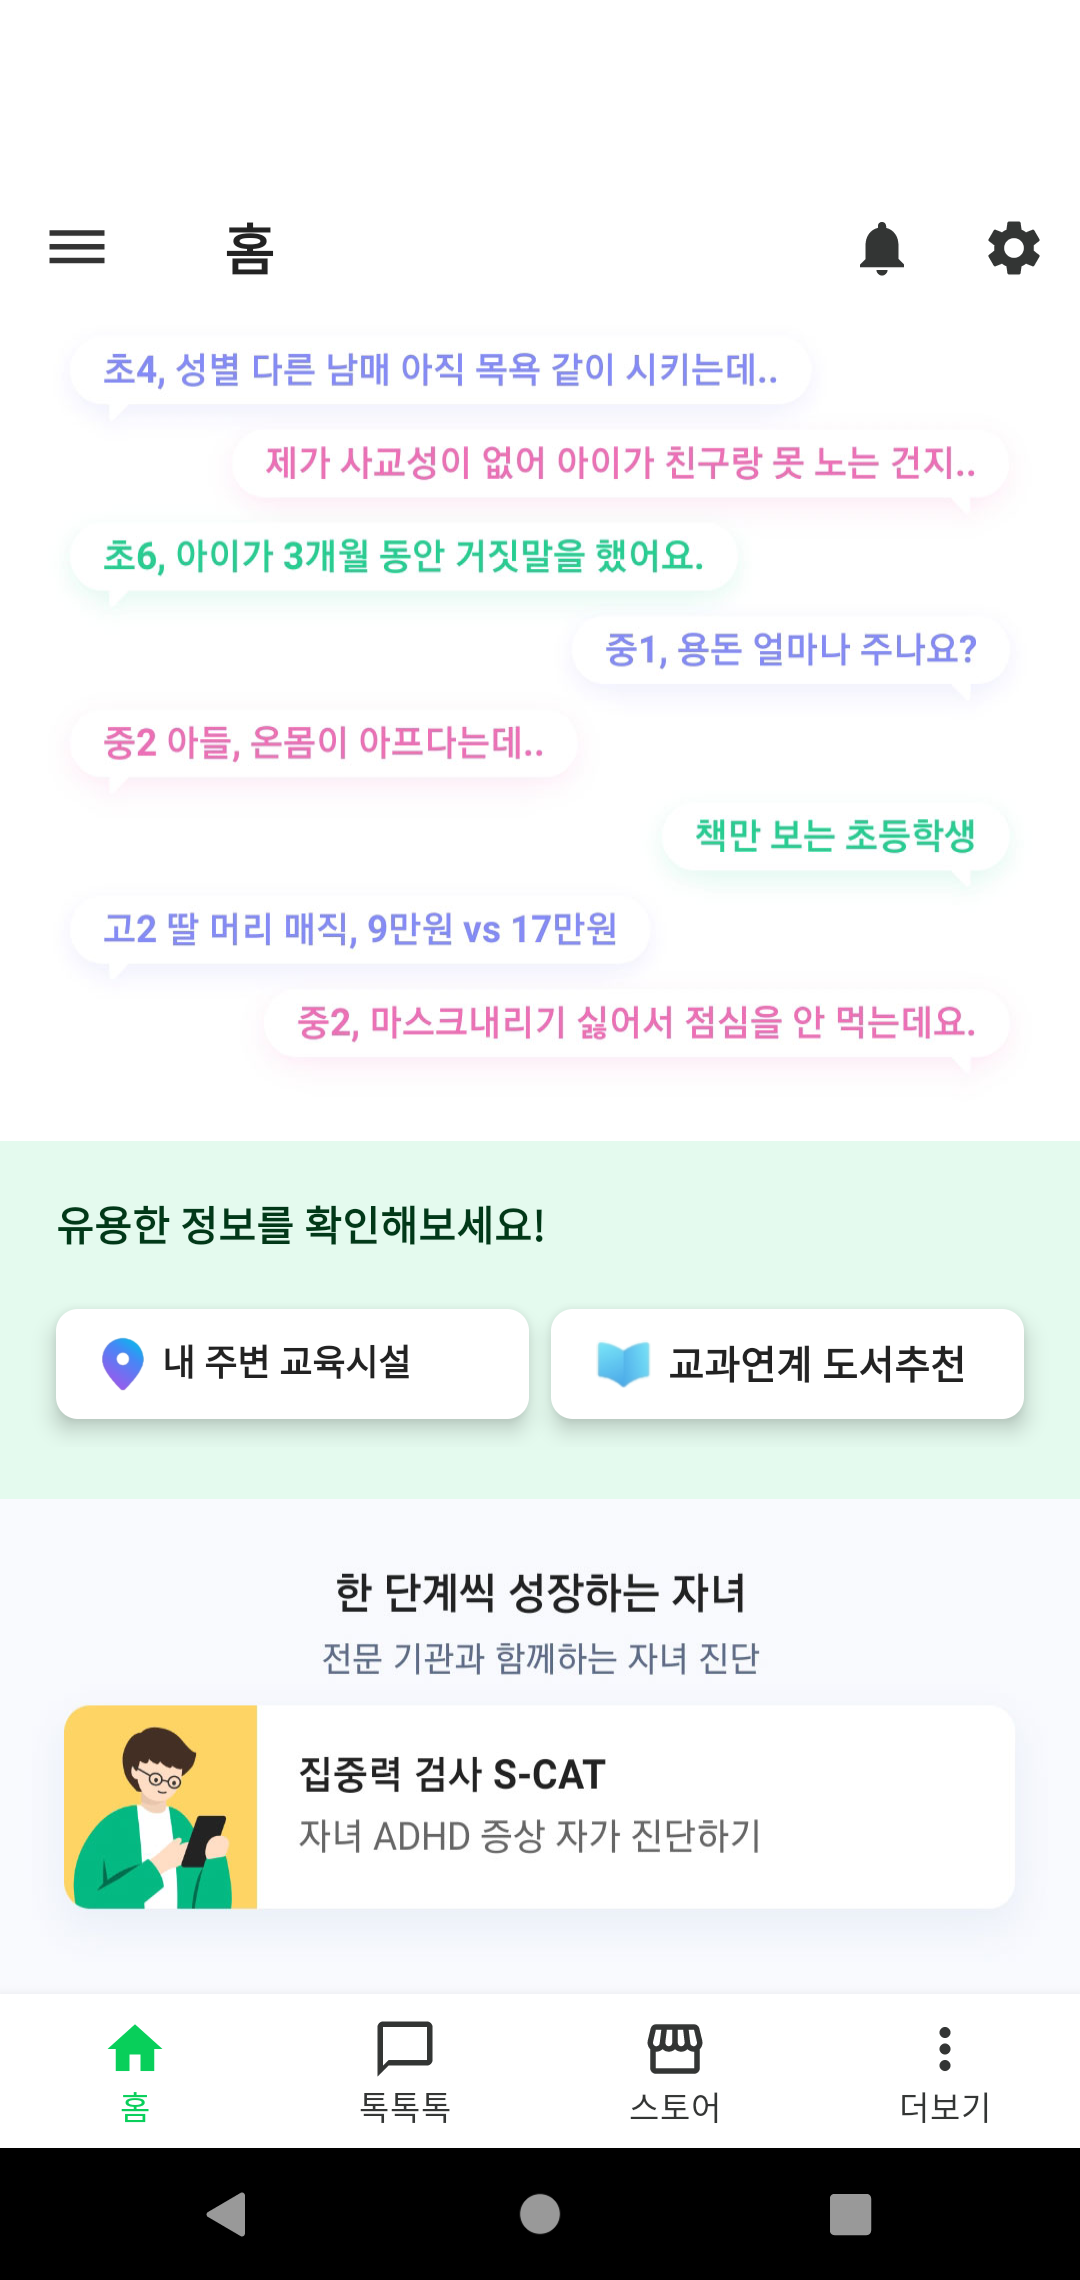 홈
초4, 성별 다른 남매 아직 목욕 같이 시키는데..
제가 사교성이 없어 아이가 친구랑 못 노는 건지..
초6, 아이가 3개월 동안 거짓말을 했어요.
중1, 용돈 얼마나 주나요?
중2 아들, 온몸이 아프다는데..
책만 보는 초등학생
고2 딸 머리 매직, 9만원 vs 17만원
중2, 마스크내리기 싫어서 점심을 안 먹는데요.
유용한 정보를 확인해보세요!
내 주변 교육시설
교과연계 도서추천
한 단계씩 성장하는 자녀
전문 기관과 함께하는 자녀 진단
집중력 검사 S-CAT
자녀 ADHD 증상 자가 진단하기
홈
톡톡톡
스토어
더보기